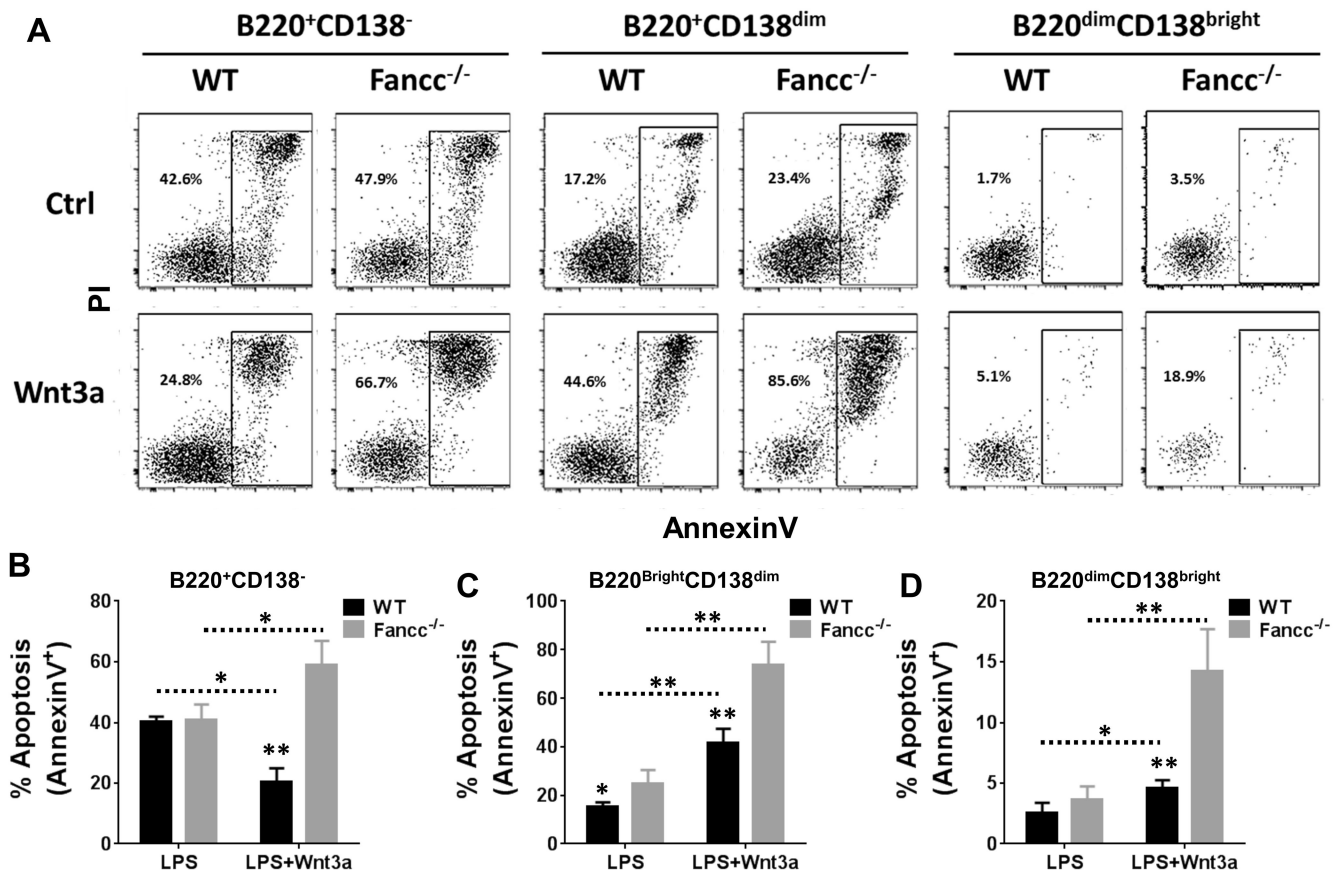 A
B220⁺CD138⁻ B220⁺CD138ᵈⁱᵐ B220ᵈⁱᵐCD138ᵇʳⁱᵍʰᵗ
WT Fancc⁻/⁻ WT Fancc⁻/⁻ WT Fancc⁻/⁻
Ctrl 42.6% 47.9% 17.2% 23.4% 1.7% 3.5%
PI
Wnt3a 24.8% 66.7% 44.6% 85.6% 5.1% 18.9%
AnnexinV
B
B220⁺CD138⁻
% Apoptosis
(AnnexinV⁺)
80
60
40
20
0
WT
Fancc⁻/⁻
*
*
**
LPS LPS+Wnt3a
C
B220ᴮʳⁱᵍʰᵗCD138ᵈⁱᵐ
% Apoptosis
(AnnexinV⁺)
100
80
60
40
20
0
WT
Fancc⁻/⁻
**
**
**
*
LPS LPS+Wnt3a
D
B220ᵈⁱᵐCD138ᵇʳⁱᵍʰᵗ
% Apoptosis
(AnnexinV⁺)
20
15
10
5
0
WT
Fancc⁻/⁻
**
*
**
LPS LPS+Wnt3a